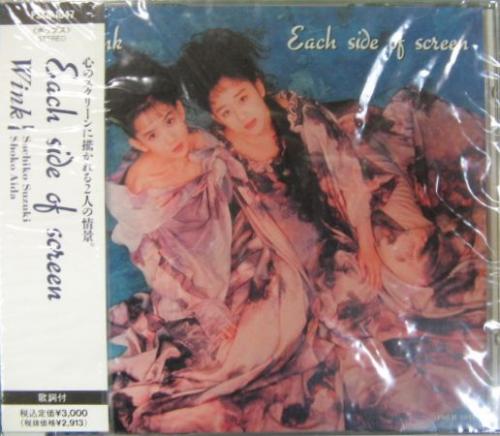 <ポップス>
STEREO
Each side of screen
Wink
Sachiko Suzuki
Shoko Aida
心のスクリーンに描かれる2人の情景。
歌詞付
税込定価¥3,000
(税抜価格¥2,913)
nk
Each side of screen